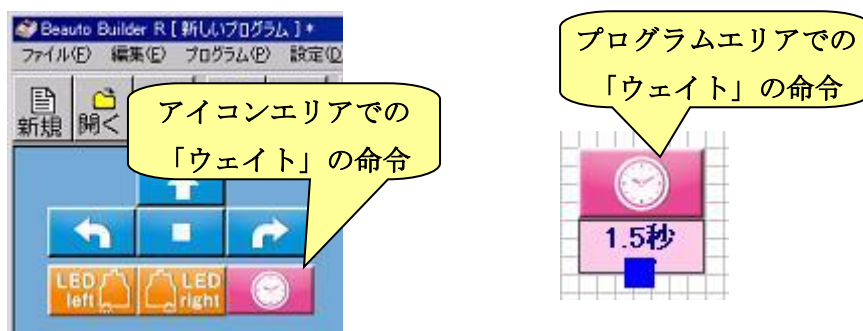 Beauto Builder R [ 新しいプログラム ] *
ファイル(F) 編集(E) プログラム(P) 設定(D
新規 開く
アイコンエリアでの
「ウェイト」の命令
LED left
LED right
プログラムエリアでの
「ウェイト」の命令
1.5秒